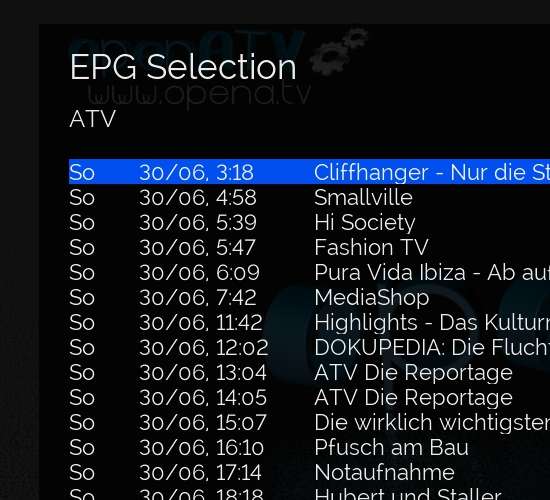 openATV
www.opena.tv
EPG Selection
ATV
So 30/06, 3:18 Cliffhanger - Nur die St
So 30/06, 4:58 Smallville
So 30/06, 5:39 Hi Society
So 30/06, 5:47 Fashion TV
So 30/06, 6:09 Pura Vida Ibiza - Ab auf
So 30/06, 7:42 MediaShop
So 30/06, 11:42 Highlights - Das Kulturm
So 30/06, 12:02 DOKUPEDIA: Die Flucht
So 30/06, 13:04 ATV Die Reportage
So 30/06, 14:05 ATV Die Reportage
So 30/06, 15:07 Die wirklich wichtigsten
So 30/06, 16:10 Pfusch am Bau
So 30/06, 17:14 Notaufnahme
So 30/06, 18:18 Hubert und Staller